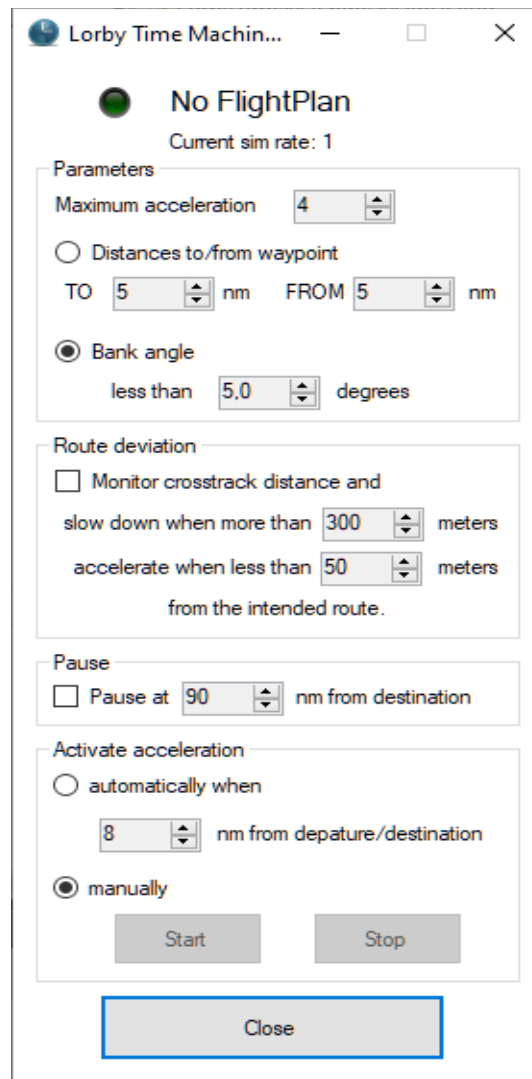 Lorby Time Machin...
No FlightPlan
Current sim rate: 1
Parameters
Maximum acceleration 4
Distances to/from waypoint
TO 5 nm FROM 5 nm
Bank angle
less than 5,0 degrees
Route deviation
Monitor crosstrack distance and
slow down when more than 300 meters
accelerate when less than 50 meters
from the intended route.
Pause
Pause at 90 nm from destination
Activate acceleration
automatically when
8 nm from depature/destination
manually
Start Stop
Close